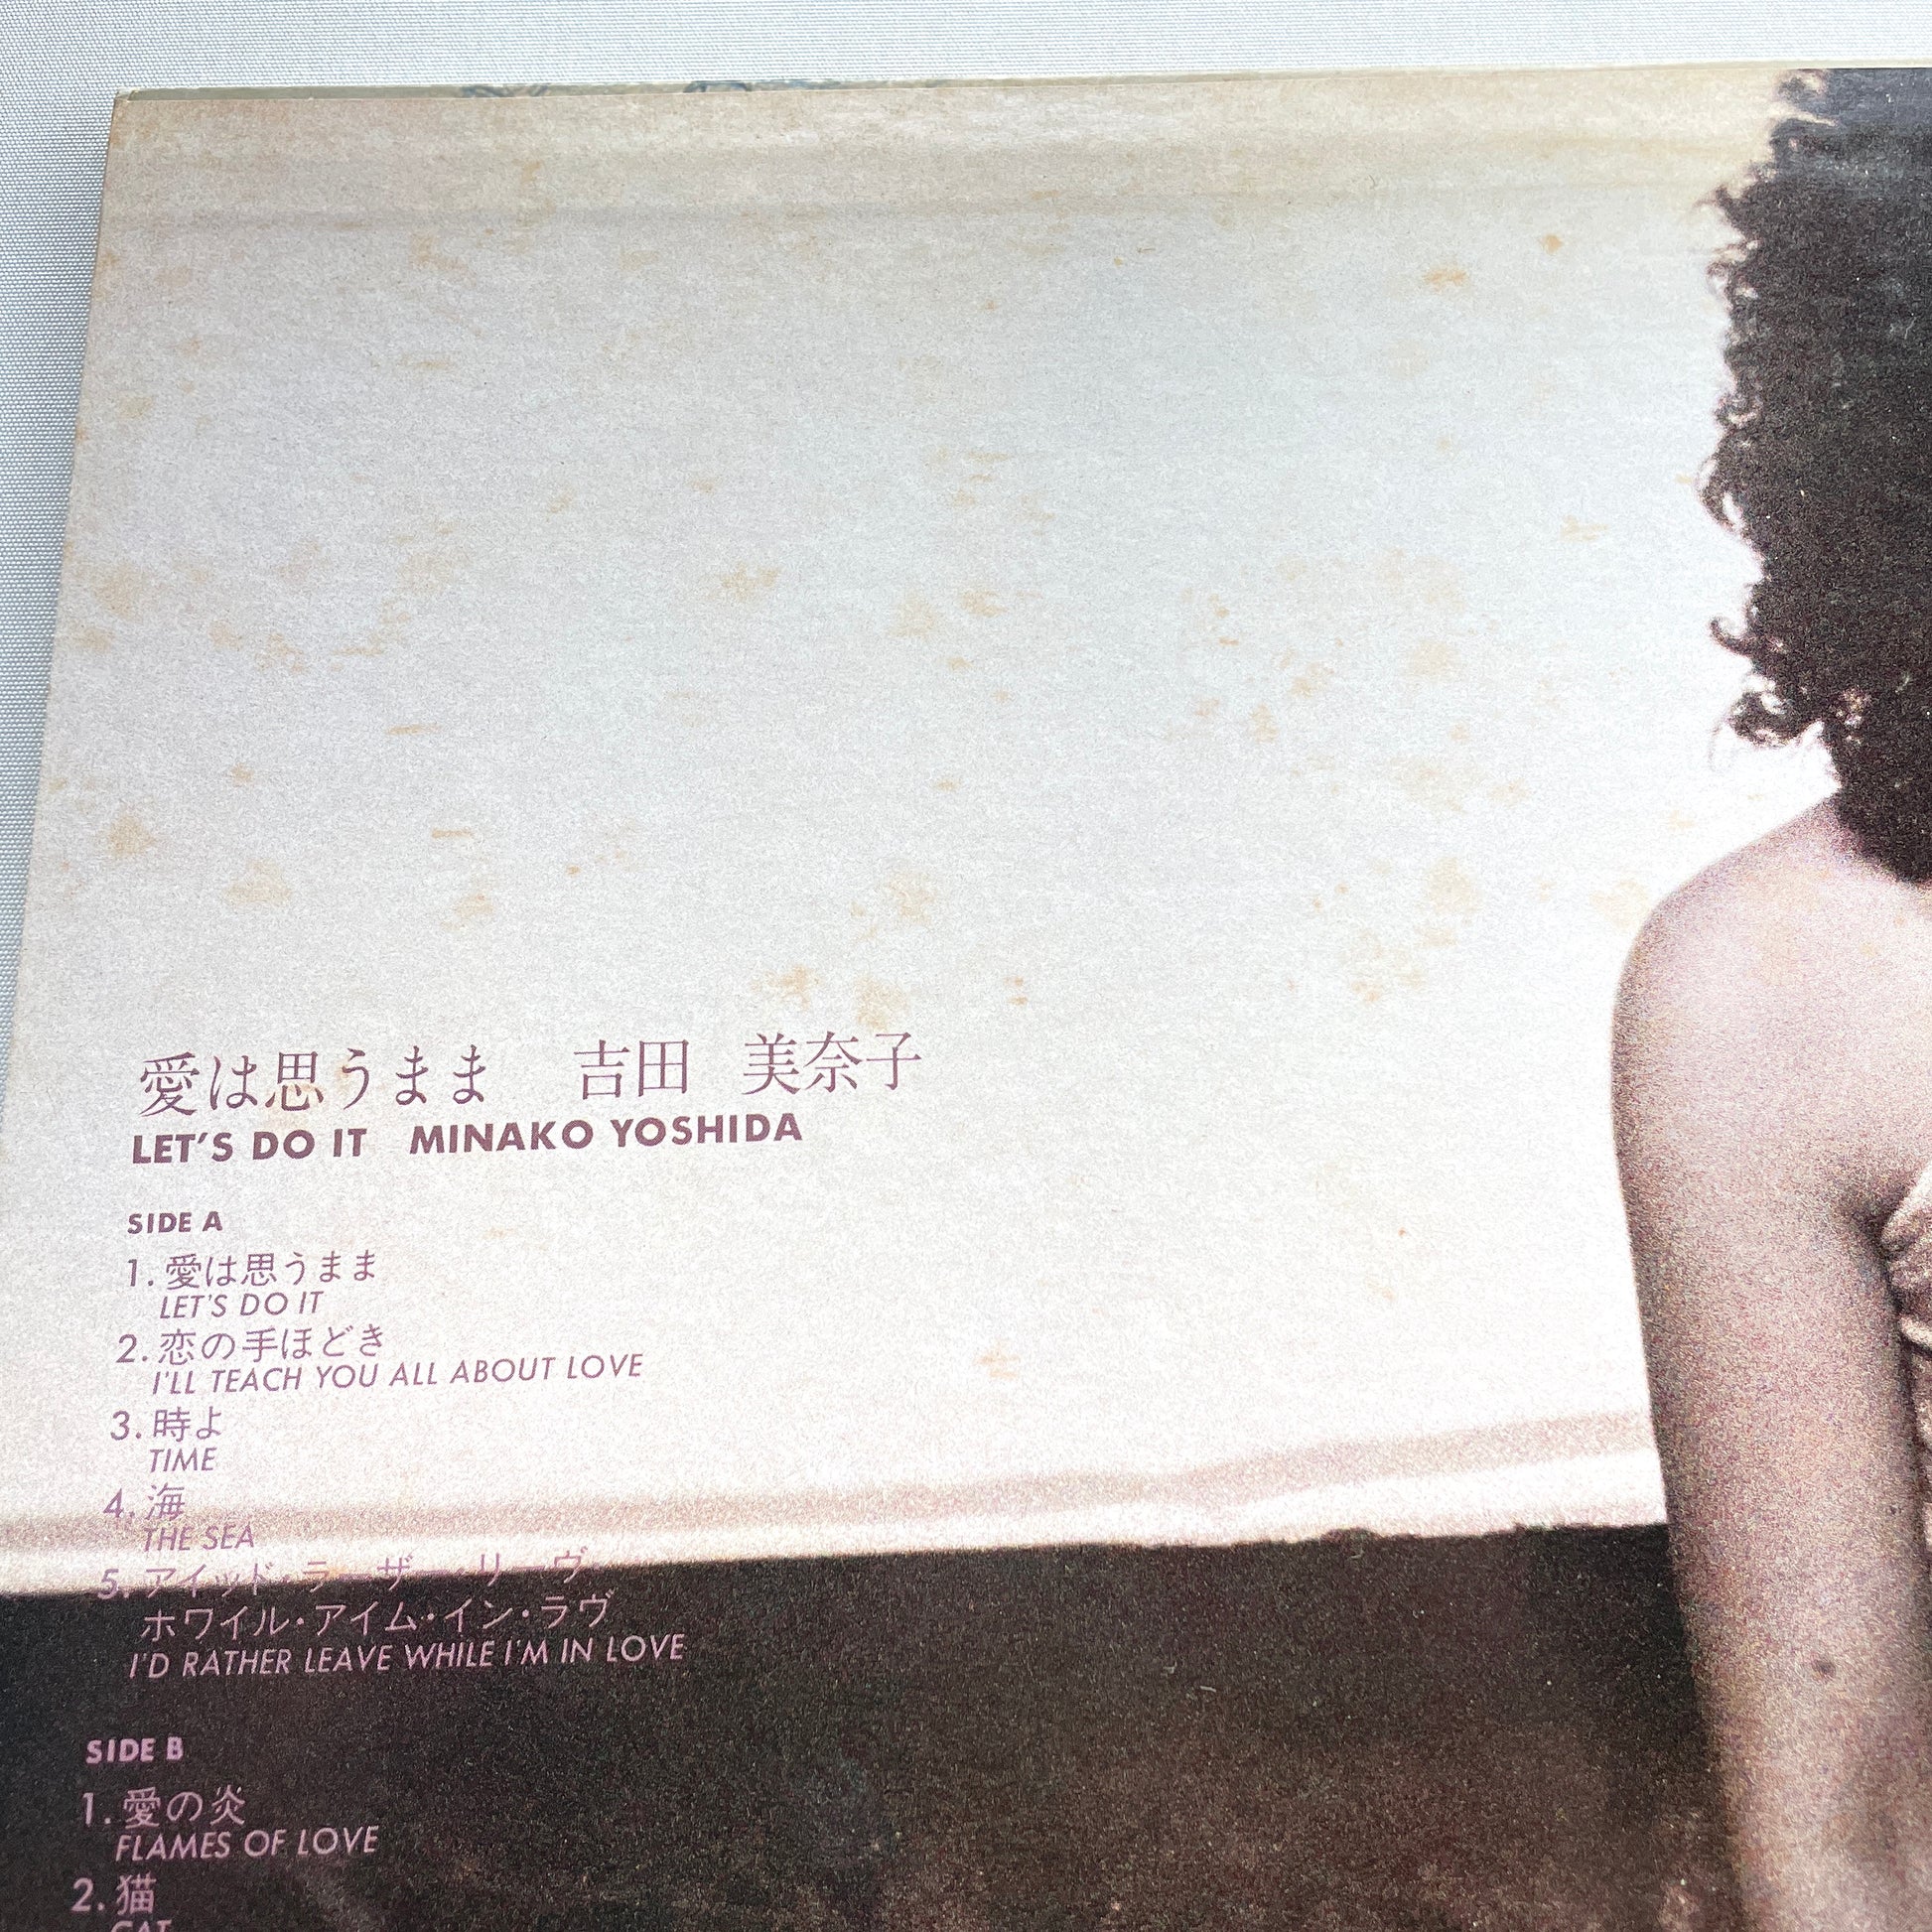 愛は思うまま　吉田　美奈子
LET'S DO IT MINAKO YOSHIDA
SIDE A
1. 愛は思うまま
LET'S DO IT
2. 恋の手ほどき
I'LL TEACH YOU ALL ABOUT LOVE
3. 時よ
TIME
4. 海
THE SEA
5. アイッド・ラーザー・リーヴ・
ホワイル・アイム・イン・ラヴ
I'D RATHER LEAVE WHILE I'M IN LOVE
SIDE B
1. 愛の炎
FLAMES OF LOVE
2. 猫
CAT